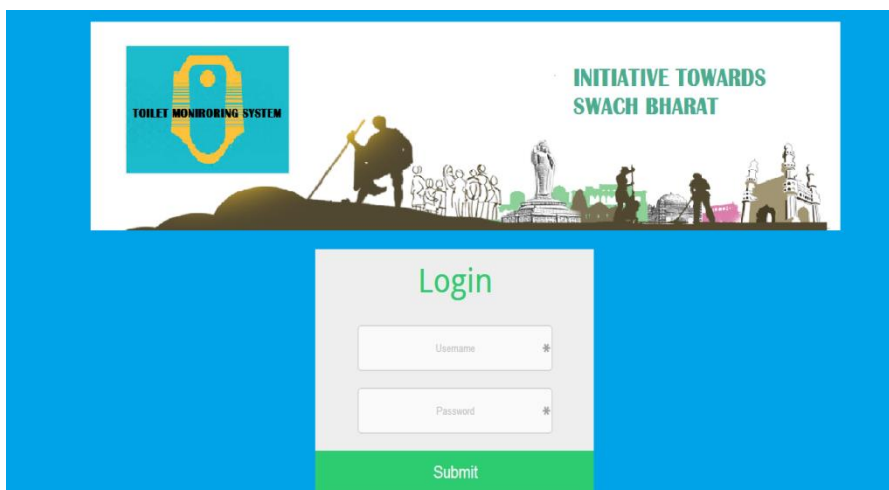 TOILET MONIRORING SYSTEM
INITIATIVE TOWARDS
SWACH BHARAT
Login
Username *
Password *
Submit